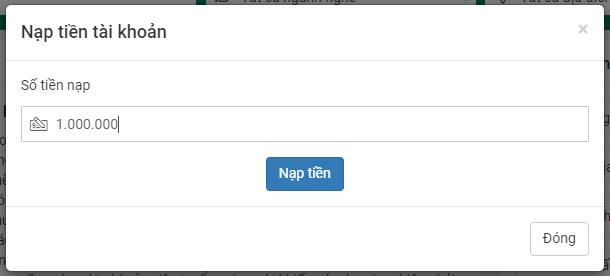 Nạp tiền tài khoản
×
Số tiền nạp
1.000.000
Nạp tiền
Đóng